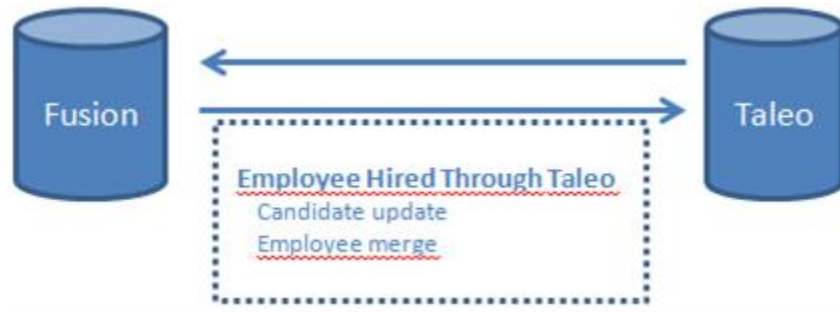 Fusion
Taleo
Employee Hired Through Taleo
Candidate update
Employee merge